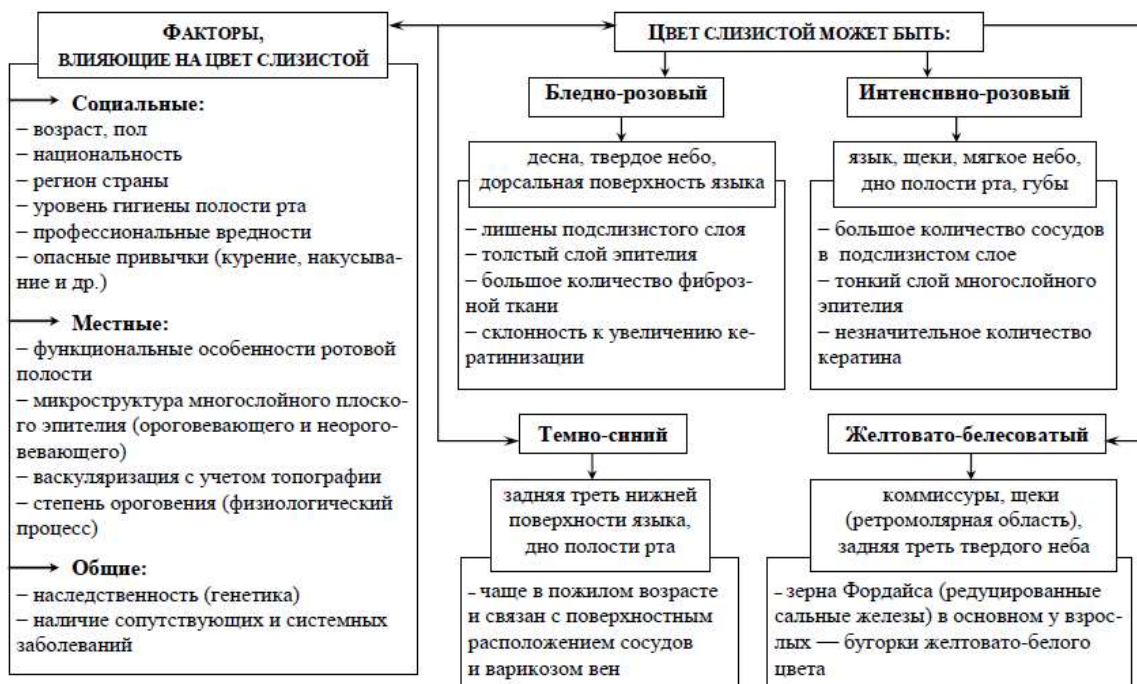 ФАКТОРЫ,
ВЛИЯЮЩИЕ НА ЦВЕТ СЛИЗИСТОЙ
Социальные:
– возраст, пол
– национальность
– регион страны
– уровень гигиены полости рта
– профессиональные вредности
– опасные привычки (курение, накусыва-
ние и др.)
Местные:
– функциональные особенности ротовой
полости
– микроструктура многослойного плоско-
го эпителия (ороговевающего и неорого-
вевающего)
– васкуляризация с учетом топографии
– степень ороговения (физиологический
процесс)
Общие:
– наследственность (генетика)
– наличие сопутствующих и системных
заболеваний
ЦВЕТ СЛИЗИСТОЙ МОЖЕТ БЫТЬ:
Бледно-розовый
десна, твердое небо,
дорсальная поверхность языка
– лишены подслизистого слоя
– толстый слой эпителия
– большое количество фиброз-
ной ткани
– склонность к увеличению ке-
ратинизации
Интенсивно-розовый
язык, щеки, мягкое небо,
дно полости рта, губы
– большое количество сосудов
в подслизистом слое
– тонкий слой многослойного
эпителия
– незначительное количество
кератина
Темно-синий
задняя треть нижней
поверхности языка,
дно полости рта
- чаще в пожилом возрасте
и связан с поверхностным
расположением сосудов
и варикозом вен
Желтовато-белесоватый
коммиссуры, щеки
(ретромолярная область),
задняя треть твердого неба
- зерна Фордайса (редуцированные
сальные железы) в основном у взрос-
лых — бугорки желтовато-белого
цвета